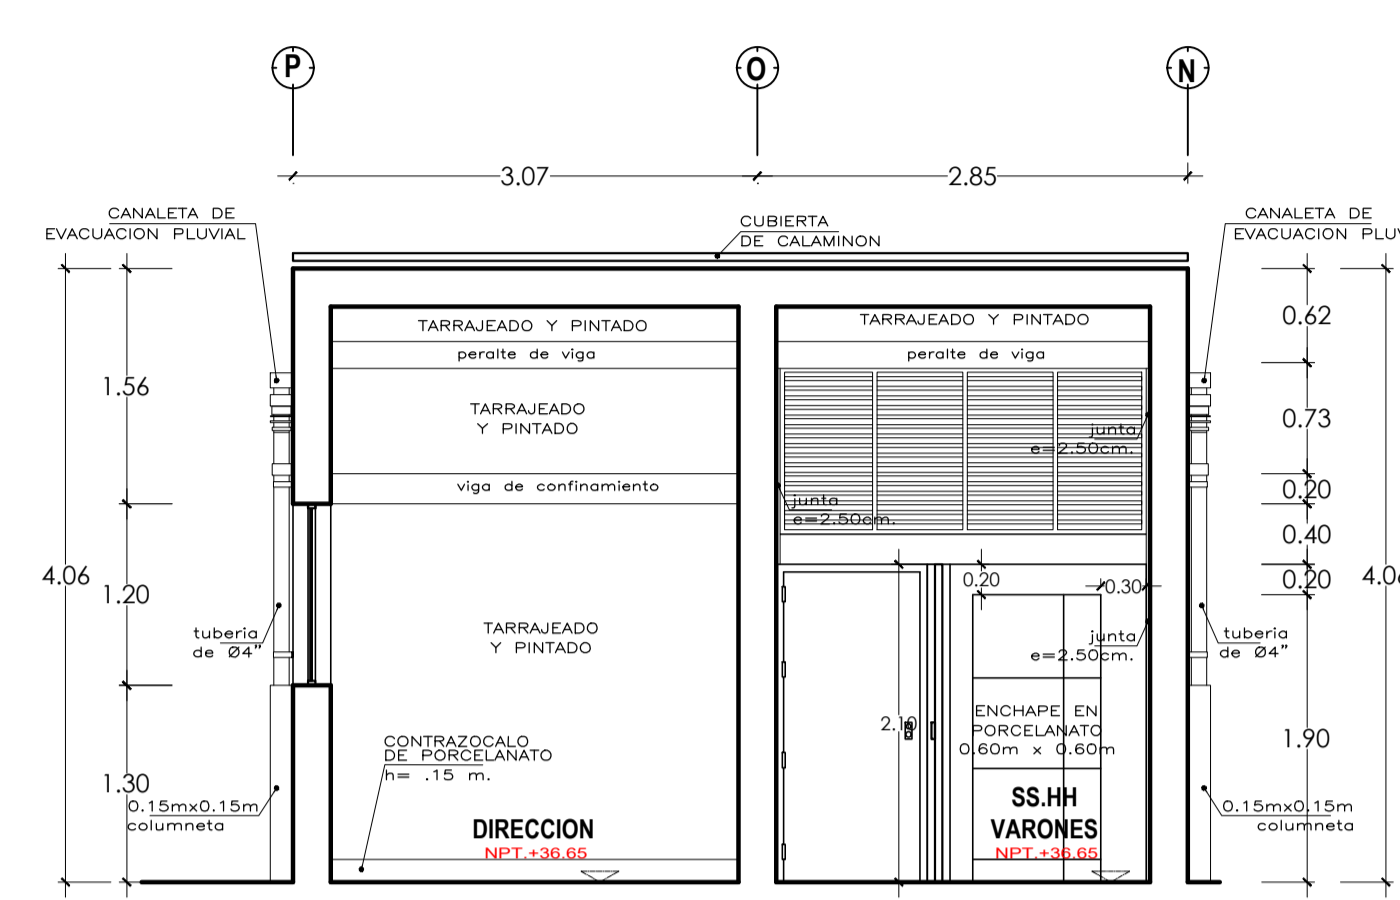 P
O
N
3.07
2.85
CANALETA DE
EVACUACION PLUVIAL
CUBIERTA
DE CALAMINON
CANALETA DE
EVACUACION
TARRAJEADO Y PINTADO
peralte de viga
TARRAJEADO
Y PINTADO
viga de confinamiento
TARRAJEADO
Y PINTADO
TARRAJEADO Y PINTADO
peralte de viga
junta
e=2.50cm.
junta
e=2.50cm.
1.56
4.06
1.20
1.30
tuberia
de Ø4"
0.15mx0.15m
columneta
CONTRAZOCALO
DE PORCELANATO
h= .15 m.
DIRECCION
NPT.+36.65
0.20
0.30
junta
e=2.50cm.
2.10
ENCHAPE EN
PORCELANATO
0.60m x 0.60m
SS.HH
VARONES
NPT.+36.65
0.62
0.73
0.20
0.40
0.20
1.90
tuberia
de Ø4"
0.15mx0.15m
columneta